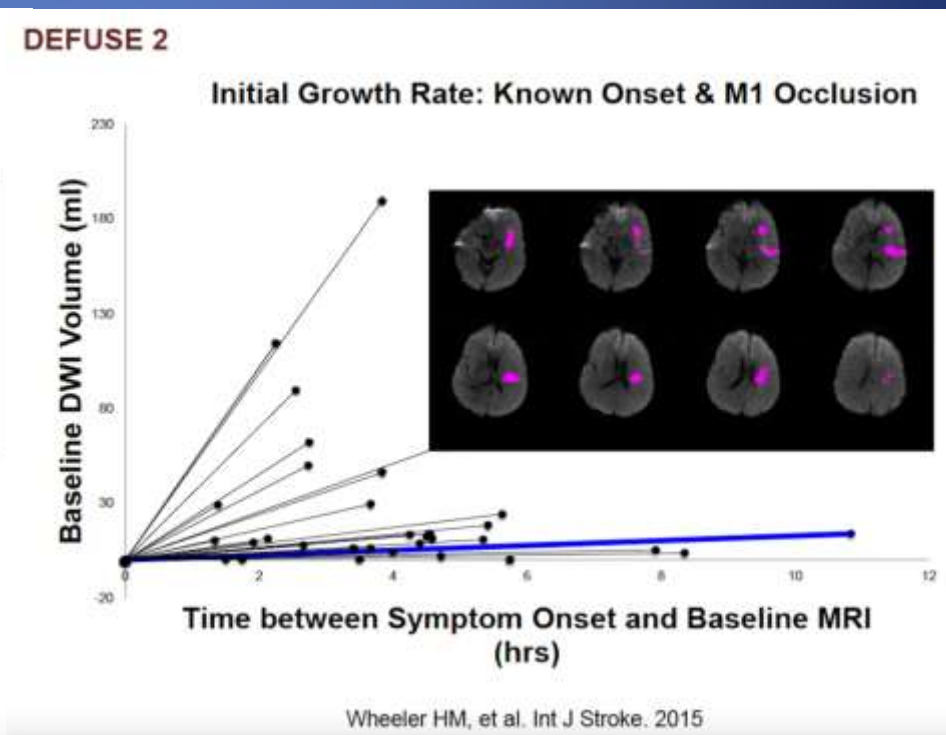 DEFUSE 2
Initial Growth Rate: Known Onset & M1 Occlusion
Baseline DWI Volume (ml)
230
180
130
80
30
-20
0
2
4
6
8
10
12
Time between Symptom Onset and Baseline MRI
(hrs)
Wheeler HM, et al. Int J Stroke. 2015